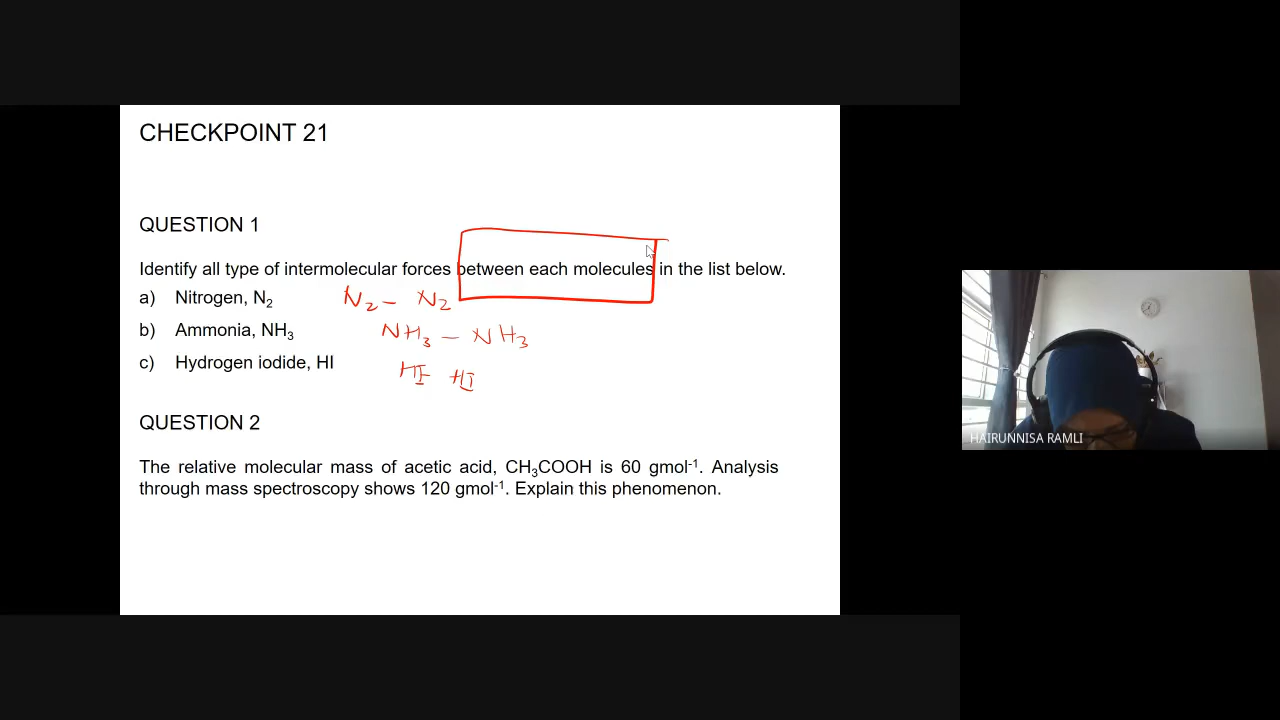 CHECKPOINT 21
QUESTION 1
Identify all type of intermolecular forces between each molecules in the list below.
a) Nitrogen, N₂ N₂ – N₂
b) Ammonia, NH₃ NH₃ – NH₃
c) Hydrogen iodide, HI HI HI
QUESTION 2
The relative molecular mass of acetic acid, CH₃COOH is 60 gmol⁻¹. Analysis
through mass spectroscopy shows 120 gmol⁻¹. Explain this phenomenon.
HAIRUNNISA RAMLI